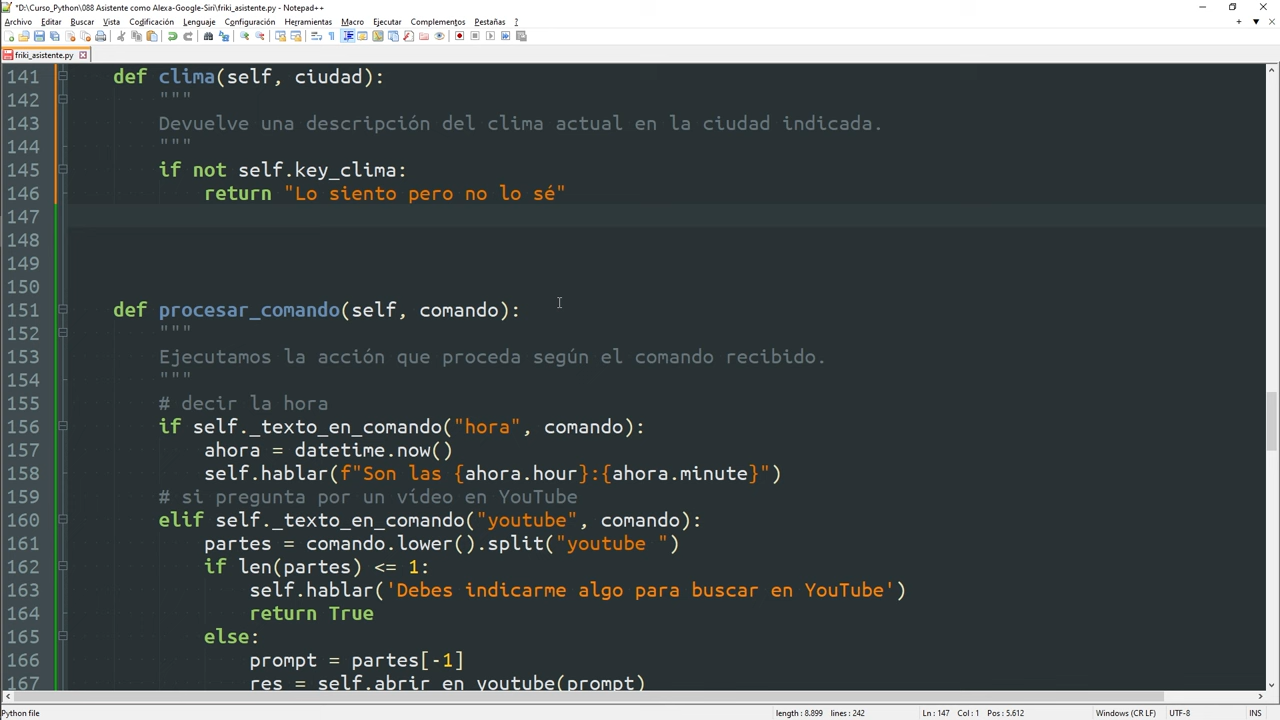 *D:\Curso_Python\088 Asistente como Alexa-Google-Siri\friki_asistente.py - Notepad++
Archivo Editar Buscar Vista Codificación Lenguaje Configuración Herramientas Macro Ejecutar Complementos Pestañas ?
friki_asistente.py
141 def clima(self, ciudad):
142 """
143 Devuelve una descripción del clima actual en la ciudad indicada.
144 """
145 if not self.key_clima:
146 return "Lo siento pero no lo sé"
147
148
149
150
151 def procesar_comando(self, comando):
152 """
153 Ejecutamos la acción que proceda según el comando recibido.
154 """
155 # decir la hora
156 if self._texto_en_comando("hora", comando):
157 ahora = datetime.now()
158 self.hablar(f"Son las {ahora.hour}:{ahora.minute}")
159 # si pregunta por un vídeo en YouTube
160 elif self._texto_en_comando("youtube", comando):
161 partes = comando.lower().split("youtube ")
162 if len(partes) <= 1:
163 self.hablar('Debes indicarme algo para buscar en YouTube')
164 return True
165 else:
166 prompt = partes[-1]
167 res = self.abrir_en_youtube(prompt)
Python file length : 8.899 lines : 242 Ln : 147 Col : 1 Pos : 5.612 Windows (CR LF) UTF-8 INS